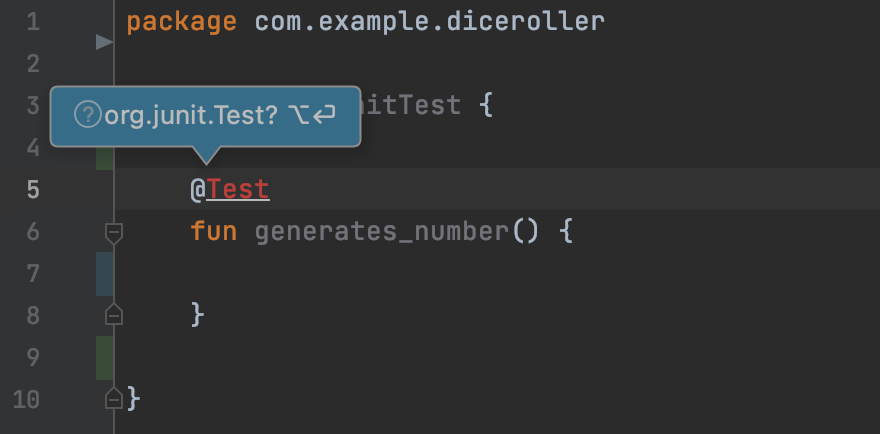 1 package com.example.diceroller
2
3 nitTest {
org.junit.Test? ⌥↩
4
5 @Test
6 fun generates_number() {
7
8 }
9
10 }